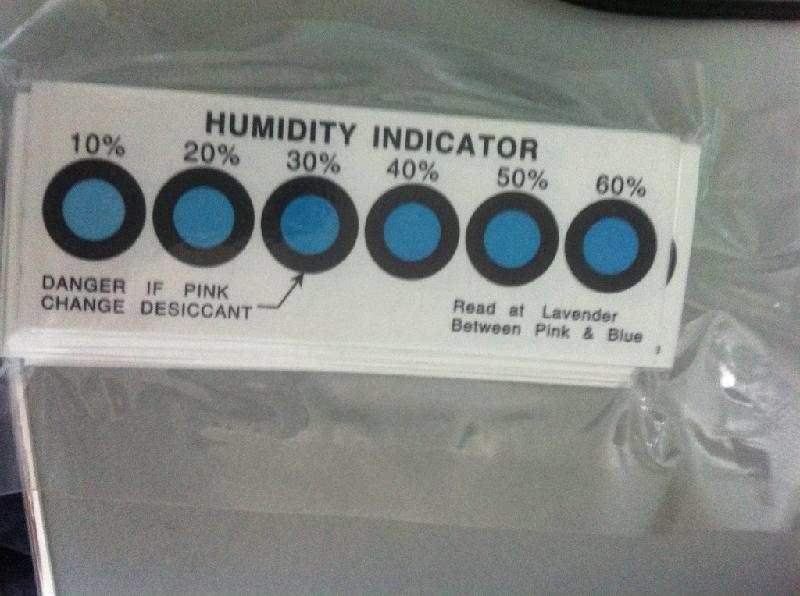 HUMIDITY INDICATOR
10% 20% 30% 40% 50% 60%
DANGER IF PINK
CHANGE DESICCANT
Read at Lavender
Between Pink & Blue